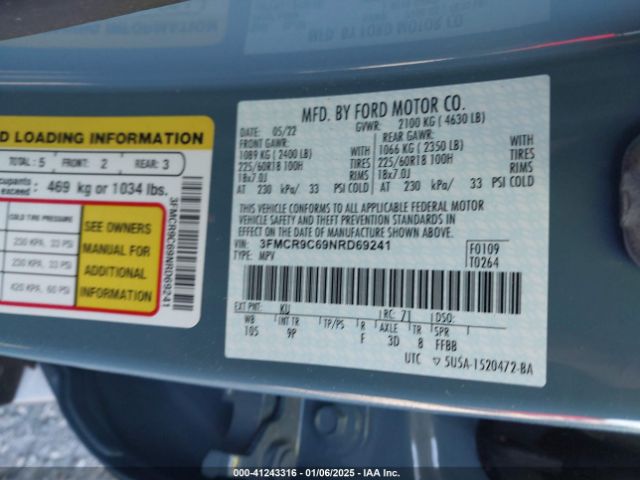 D LOADING INFORMATION
TOTAL: 5 FRONT: 2 REAR: 3
exceed: 469 kg or 1034 lbs.
COLD TIRE PRESSURE
230 KPA, 33 PSI
230 KPA, 33 PSI
420 KPA, 60 PSI
SEE OWNERS
MANUAL FOR
ADDITIONAL
INFORMATION
3FMCR9C69NRD69241
MFD. BY FORD MOTOR CO.
DATE: 05/22 GVWR: 2100 KG ( 4630 LB)
FRONT GAWR: REAR GAWR:
1089 KG ( 2400 LB) WITH 1066 KG ( 2350 LB) WITH
225/60R18 100H TIRES 225/60R18 100H TIRES
18x7.0J RIMS 18x7.0J RIMS
AT 230 kPa/ 33 PSI COLD AT 230 kPa/ 33 PSI COLD
THIS VEHICLE CONFORMS TO ALL APPLICABLE FEDERAL MOTOR
VEHICLE SAFETY AND THEFT PREVENTION STANDARDS IN
EFFECT ON THE DATE OF MANUFACTURE SHOWN ABOVE.
VIN: 3FMCR9C69NRD69241 F0109
TYPE: MPV T0264
EXT PNT: KU RC: 71 DSO:
WB INT TR TP/PS R AXLE TR SPR
105 9P F 3D 8 FFBB
UTC ▽ 5USA-1520472-BA
000-41243316 - 01/06/2025 - IAA Inc.